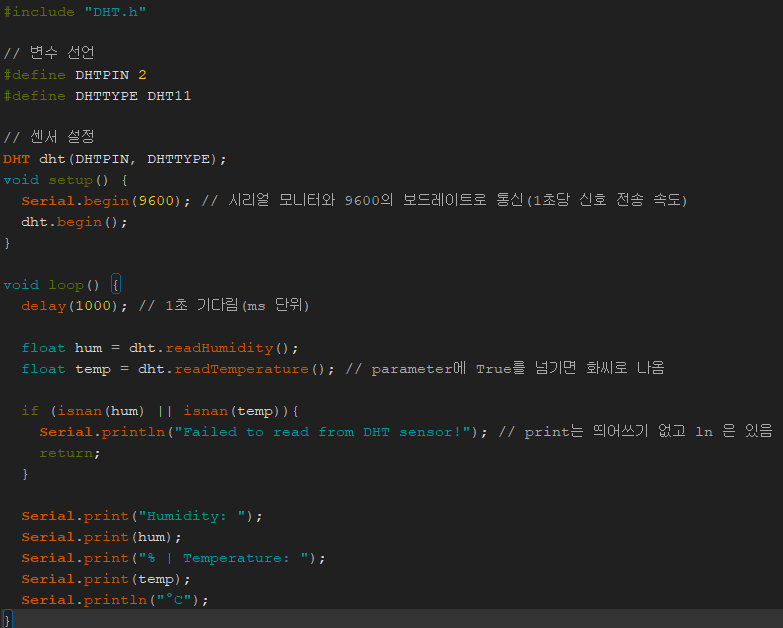 #include "DHT.h"
// 변수 선언
#define DHTPIN 2
#define DHTTYPE DHT11
// 센서 설정
DHT dht(DHTPIN, DHTTYPE);
void setup() {
  Serial.begin(9600); // 시리얼 모니터와 9600의 보드레이트로 통신(1초당 신호 전송 속도)
  dht.begin();
}
void loop() {
  delay(1000); // 1초 기다림(ms 단위)
  float hum = dht.readHumidity();
  float temp = dht.readTemperature(); // parameter에 True를 넘기면 화씨로 나옴
  if (isnan(hum) || isnan(temp)){
    Serial.println("Failed to read from DHT sensor!"); // print는 띄어쓰기 없고 ln 은 있음
    return;
  }
  Serial.print("Humidity: ");
  Serial.print(hum);
  Serial.print("% | Temperature: ");
  Serial.print(temp);
  Serial.println("°C");
}